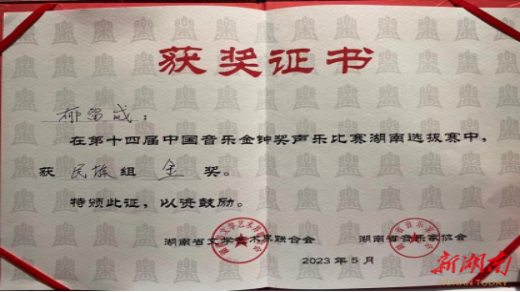 获奖证书
柳留成：
在第十四届中国音乐金钟奖声乐比赛湖南选拔赛中，
获 民族 组 金 奖。
特颁此证，以资鼓励。
湖南省文学艺术界联合会 湖南省音乐家协会
2023 年 5 月
新湖南